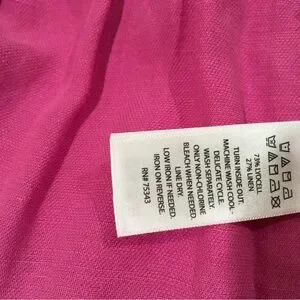 73% LYOCELL
27% LINEN
TURN INSIDE OUT.
MACHINE WASH COOL -
DELICATE CYCLE.
WASH SEPARATELY.
ONLY NON-CHLORINE
BLEACH WHEN NEEDED.
LINE DRY.
LOW IRON IF NEEDED.
IRON ON REVERSE.
RN# 75343